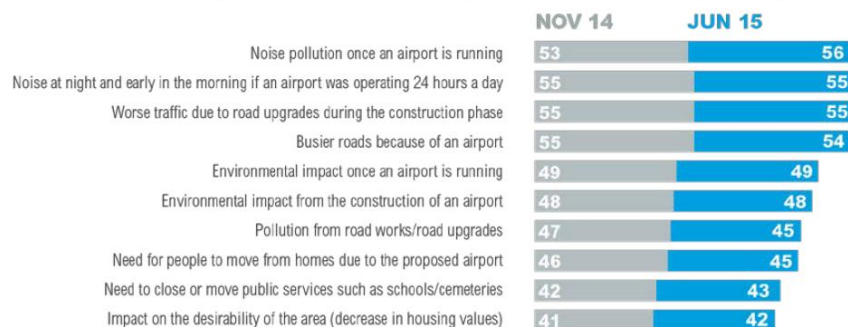 NOV 14 JUN 15
Noise pollution once an airport is running 53 56
Noise at night and early in the morning if an airport was operating 24 hours a day 55 55
Worse traffic due to road upgrades during the construction phase 55 55
Busier roads because of an airport 55 54
Environmental impact once an airport is running 49 49
Environmental impact from the construction of an airport 48 48
Pollution from road works/road upgrades 47 45
Need for people to move from homes due to the proposed airport 46 45
Need to close or move public services such as schools/cemeteries 42 43
Impact on the desirability of the area (decrease in housing values) 41 42